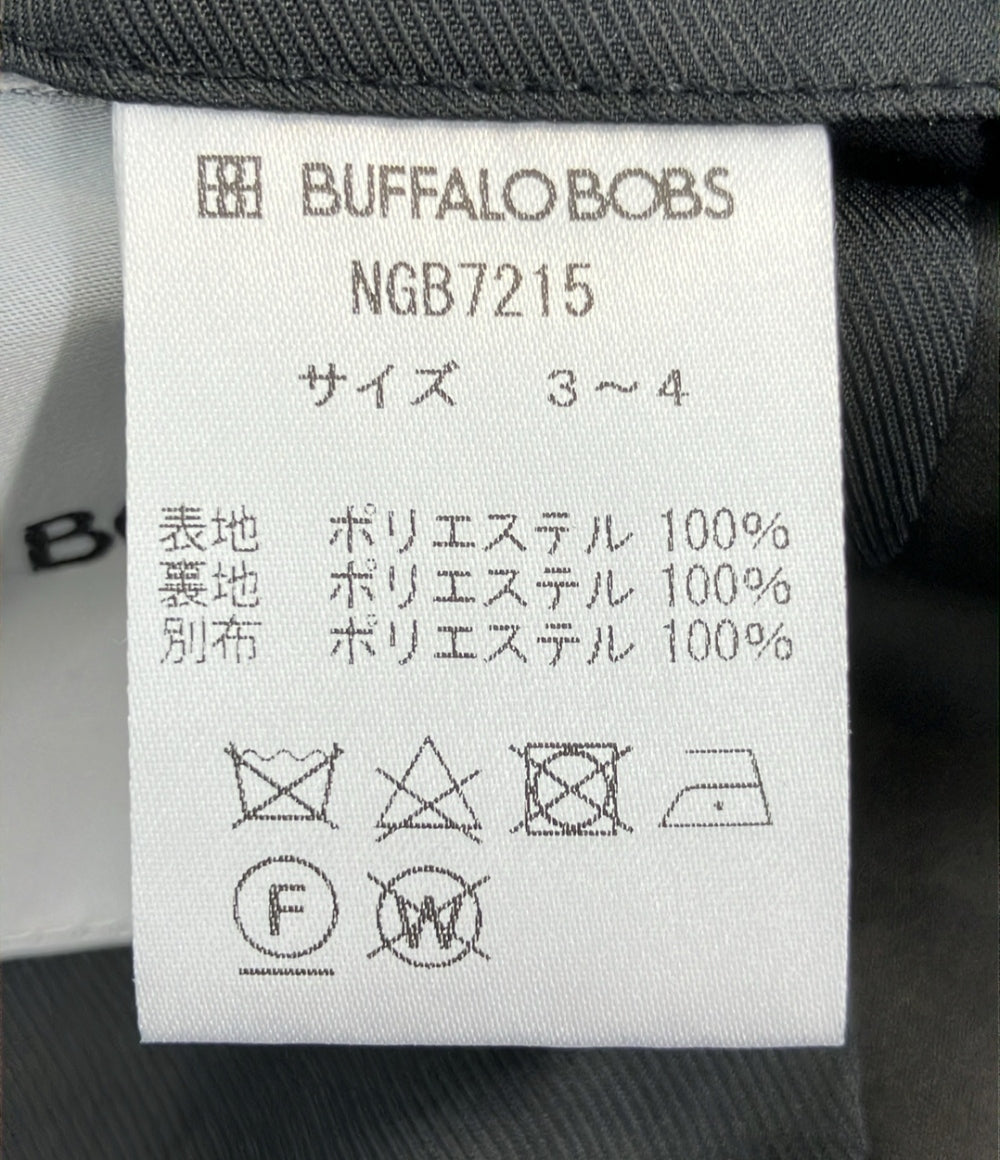 BUFFALO BOBS
NGB7215
サイズ 3～4
表地 ポリエステル 100%
裏地 ポリエステル 100%
別布 ポリエステル 100%
F
W